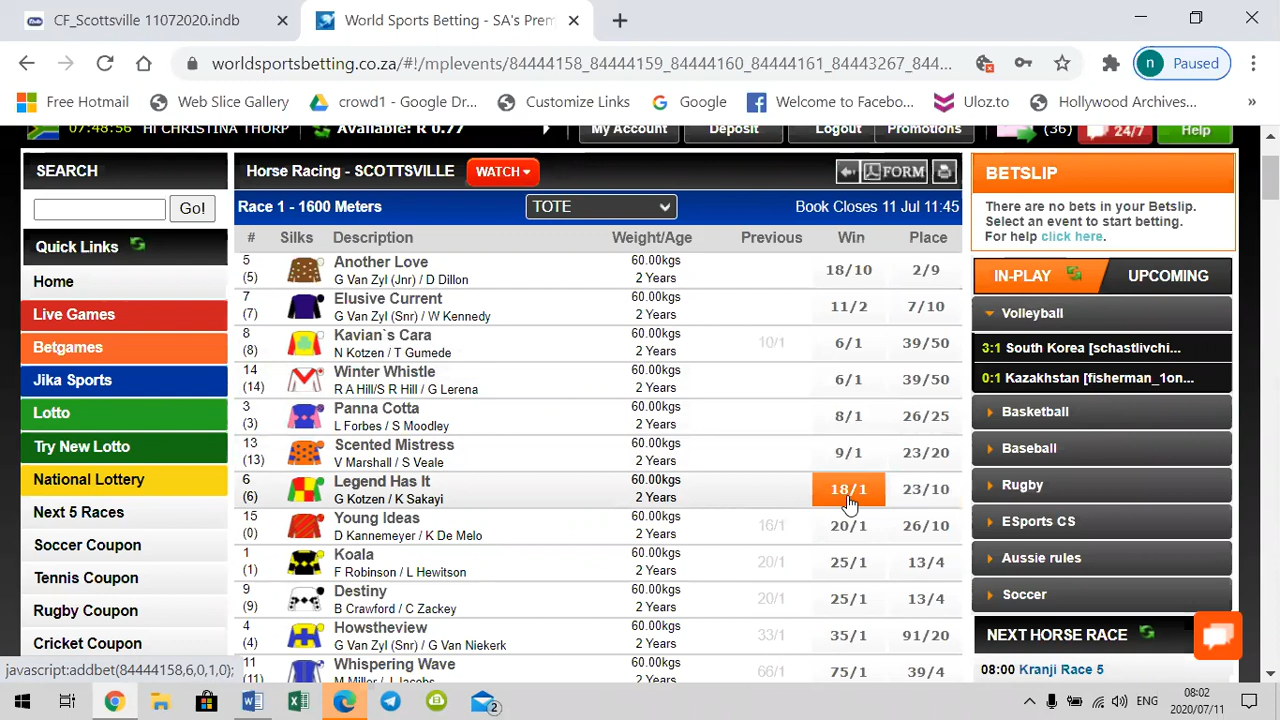 CF_Scottsville 11072020.indb
World Sports Betting - SA's Prem
worldsportsbetting.co.za/#!/mplevents/84444158_84444159_84444160_84444161_84443267_844...
n Paused
Free Hotmail Web Slice Gallery crowd1 - Google Dr... Customize Links Google Welcome to Faceb... Uloz.to Hollywood Archives... »
07:48:56 HI CHRISTINA THORP Available: R 0.77 My Account Deposit Logout Promotions (36) 24/7 Help
SEARCH
Go!
Quick Links
Home
Live Games
Betgames
Jika Sports
Lotto
Try New Lotto
National Lottery
Next 5 Races
Soccer Coupon
Tennis Coupon
Rugby Coupon
Cricket Coupon
Horse Racing - SCOTTSVILLE WATCH FORM
Race 1 - 1600 Meters TOTE Book Closes 11 Jul 11:45
# Silks Description Weight/Age Previous Win Place
5 Another Love 60.00kgs 18/10 2/9
(5) G Van Zyl (Jnr) / D Dillon 2 Years
7 Elusive Current 60.00kgs 11/2 7/10
(7) G Van Zyl (Snr) / W Kennedy 2 Years
8 Kavian`s Cara 60.00kgs 10/1 6/1 39/50
(8) N Kotzen / T Gumede 2 Years
14 Winter Whistle 60.00kgs 6/1 39/50
(14) R A Hill/S R Hill / G Lerena 2 Years
3 Panna Cotta 60.00kgs 8/1 26/25
(3) L Forbes / S Moodley 2 Years
13 Scented Mistress 60.00kgs 9/1 23/20
(13) V Marshall / S Veale 2 Years
6 Legend Has It 60.00kgs 18/1 23/10
(6) G Kotzen / K Sakayi 2 Years
15 Young Ideas 60.00kgs 16/1 20/1 26/10
(0) D Kannemeyer / K De Melo 2 Years
1 Koala 60.00kgs 20/1 25/1 13/4
(1) F Robinson / L Hewitson 2 Years
9 Destiny 60.00kgs 20/1 25/1 13/4
(9) B Crawford / C Zackey 2 Years
4 Howstheview 60.00kgs 33/1 35/1 91/20
(4) G Van Zyl (Snr) / G Van Niekerk 2 Years
11 Whispering Wave 60.00kgs 66/1 75/1 39/4
(11) M Miller / J Lagohs 2 Years
BETSLIP
There are no bets in your Betslip.
Select an event to start betting.
For help click here.
IN-PLAY UPCOMING
Volleyball
3:1 South Korea [schastlivchi...
0:1 Kazakhstan [fisherman_1on...
Basketball
Baseball
Rugby
ESports CS
Aussie rules
Soccer
NEXT HORSE RACE
08:00 Kranji Race 5
javascript:addbet(84444158,6,0,1,0);
2
ENG
08:02
2020/07/11